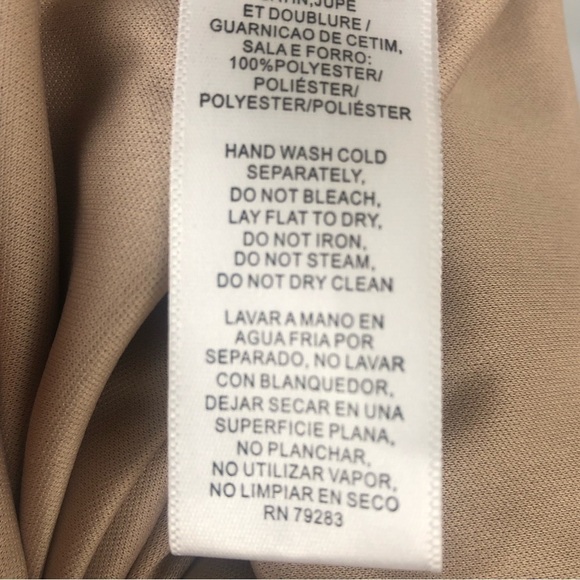 JUPE
ET DOUBLURE /
GUARNICAO DE CETIM,
SALA E FORRO:
100%POLYESTER/
POLIÉSTER/
POLYESTER/POLIÉSTER
HAND WASH COLD
SEPARATELY,
DO NOT BLEACH,
LAY FLAT TO DRY,
DO NOT IRON,
DO NOT STEAM,
DO NOT DRY CLEAN
LAVAR A MANO EN
AGUA FRIA POR
SEPARADO, NO LAVAR
CON BLANQUEDOR,
DEJAR SECAR EN UNA
SUPERFICIE PLANA,
NO PLANCHAR,
NO UTILIZAR VAPOR,
NO LIMPIAR EN SECO
RN 79283